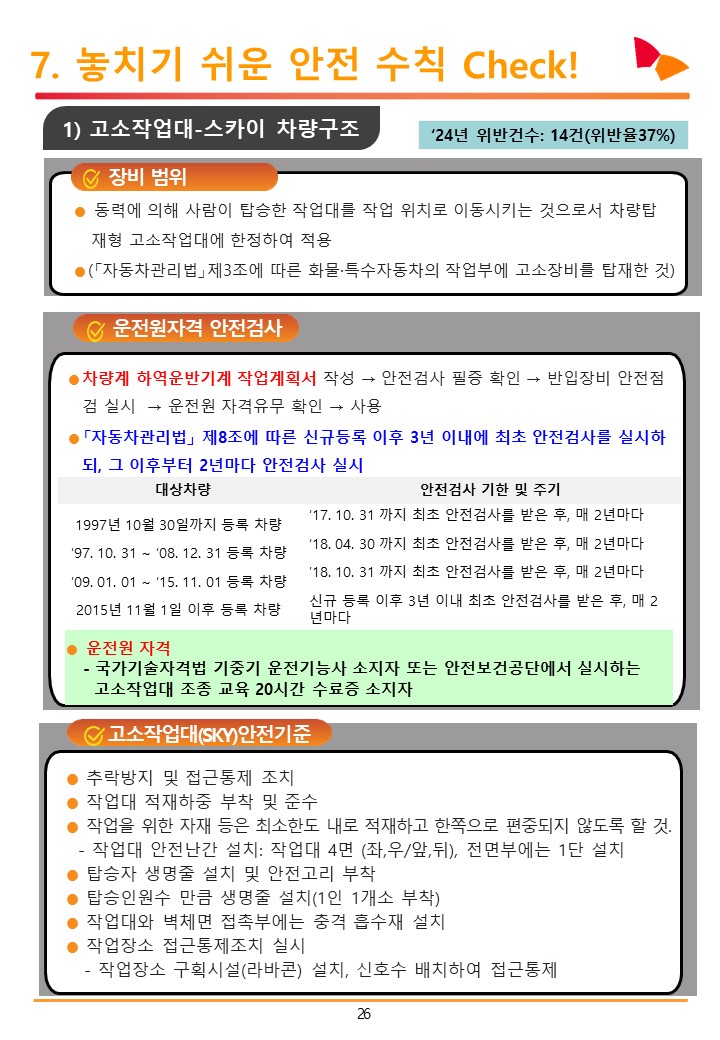 7. 놓치기 쉬운 안전 수칙 Check!
1) 고소작업대-스카이 차량구조
‘24년 위반건수: 14건(위반율37%)
장비 범위
● 동력에 의해 사람이 탑승한 작업대를 작업 위치로 이동시키는 것으로서 차량탑
재형 고소작업대에 한정하여 적용
●(「자동차관리법」제3조에 따른 화물·특수자동차의 작업부에 고소장비를 탑재한 것)
운전원자격 안전검사
●차량계 하역운반기계 작업계획서 작성 → 안전검사 필증 확인 → 반입장비 안전점
검 실시 → 운전원 자격유무 확인 → 사용
●「자동차관리법」 제8조에 따른 신규등록 이후 3년 이내에 최초 안전검사를 실시하
되, 그 이후부터 2년마다 안전검사 실시
대상차량 안전검사 기한 및 주기
1997년 10월 30일까지 등록 차량 ‘17. 10. 31 까지 최초 안전검사를 받은 후, 매 2년마다
‘97. 10. 31 ~ ‘08. 12. 31 등록 차량 ‘18. 04. 30 까지 최초 안전검사를 받은 후, 매 2년마다
‘09. 01. 01 ~ ‘15. 11. 01 등록 차량 ‘18. 10. 31 까지 최초 안전검사를 받은 후, 매 2년마다
2015년 11월 1일 이후 등록 차량 신규 등록 이후 3년 이내 최초 안전검사를 받은 후, 매 2
년마다
● 운전원 자격
- 국가기술자격법 기중기 운전기능사 소지자 또는 안전보건공단에서 실시하는
고소작업대 조종 교육 20시간 수료증 소지자
고소작업대(SKY)안전기준
● 추락방지 및 접근통제 조치
● 작업대 적재하중 부착 및 준수
● 작업을 위한 자재 등은 최소한도 내로 적재하고 한쪽으로 편중되지 않도록 할 것.
- 작업대 안전난간 설치: 작업대 4면 (좌,우/앞,뒤), 전면부에는 1단 설치
● 탑승자 생명줄 설치 및 안전고리 부착
● 탑승인원수 만큼 생명줄 설치(1인 1개소 부착)
● 작업대와 벽체면 접촉부에는 충격 흡수재 설치
● 작업장소 접근통제조치 실시
- 작업장소 구획시설(라바콘) 설치, 신호수 배치하여 접근통제
26